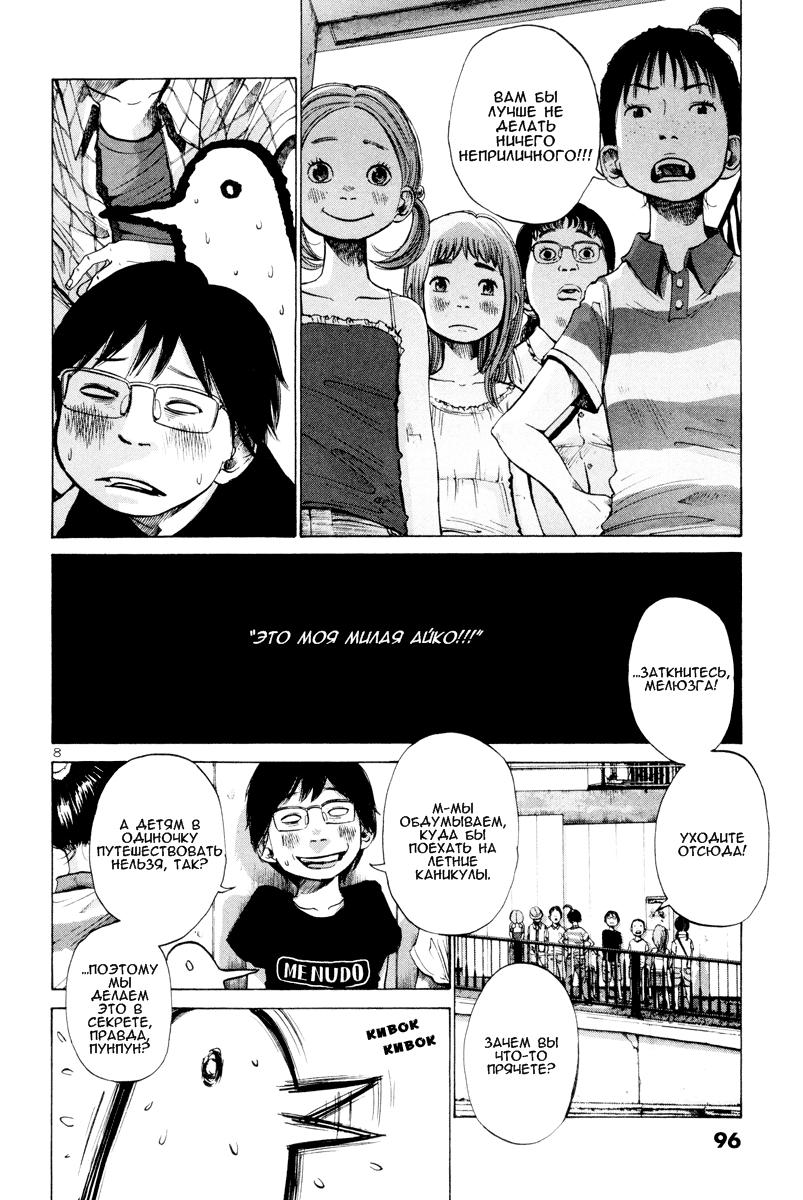 ВАМ БЫ
ЛУЧШЕ НЕ
ДЕЛАТЬ
НИЧЕГО
НЕПРИЛИЧНОГО!!!
"ЭТО МОЯ МИЛАЯ АЙКО!!!"
...ЗАТКНИТЕСЬ,
МЕЛЮЗГА!
УХОДИТЕ
ОТСЮДА!
8
М-МЫ
ОБДУМЫВАЕМ,
КУДА БЫ
ПОЕХАТЬ НА
ЛЕТНИЕ
КАНИКУЛЫ.
MENUDO
А ДЕТЯМ В
ОДИНОЧКУ
ПУТЕШЕСТВОВАТЬ
НЕЛЬЗЯ, ТАК?
...ПОЭТОМУ
МЫ
ДЕЛАЕМ
ЭТО В
СЕКРЕТЕ,
ПРАВДА,
ПУНПУН?
ЗАЧЕМ ВЫ
ЧТО-ТО
ПРЯЧЕТЕ?
КИВОК
КИВОК
96